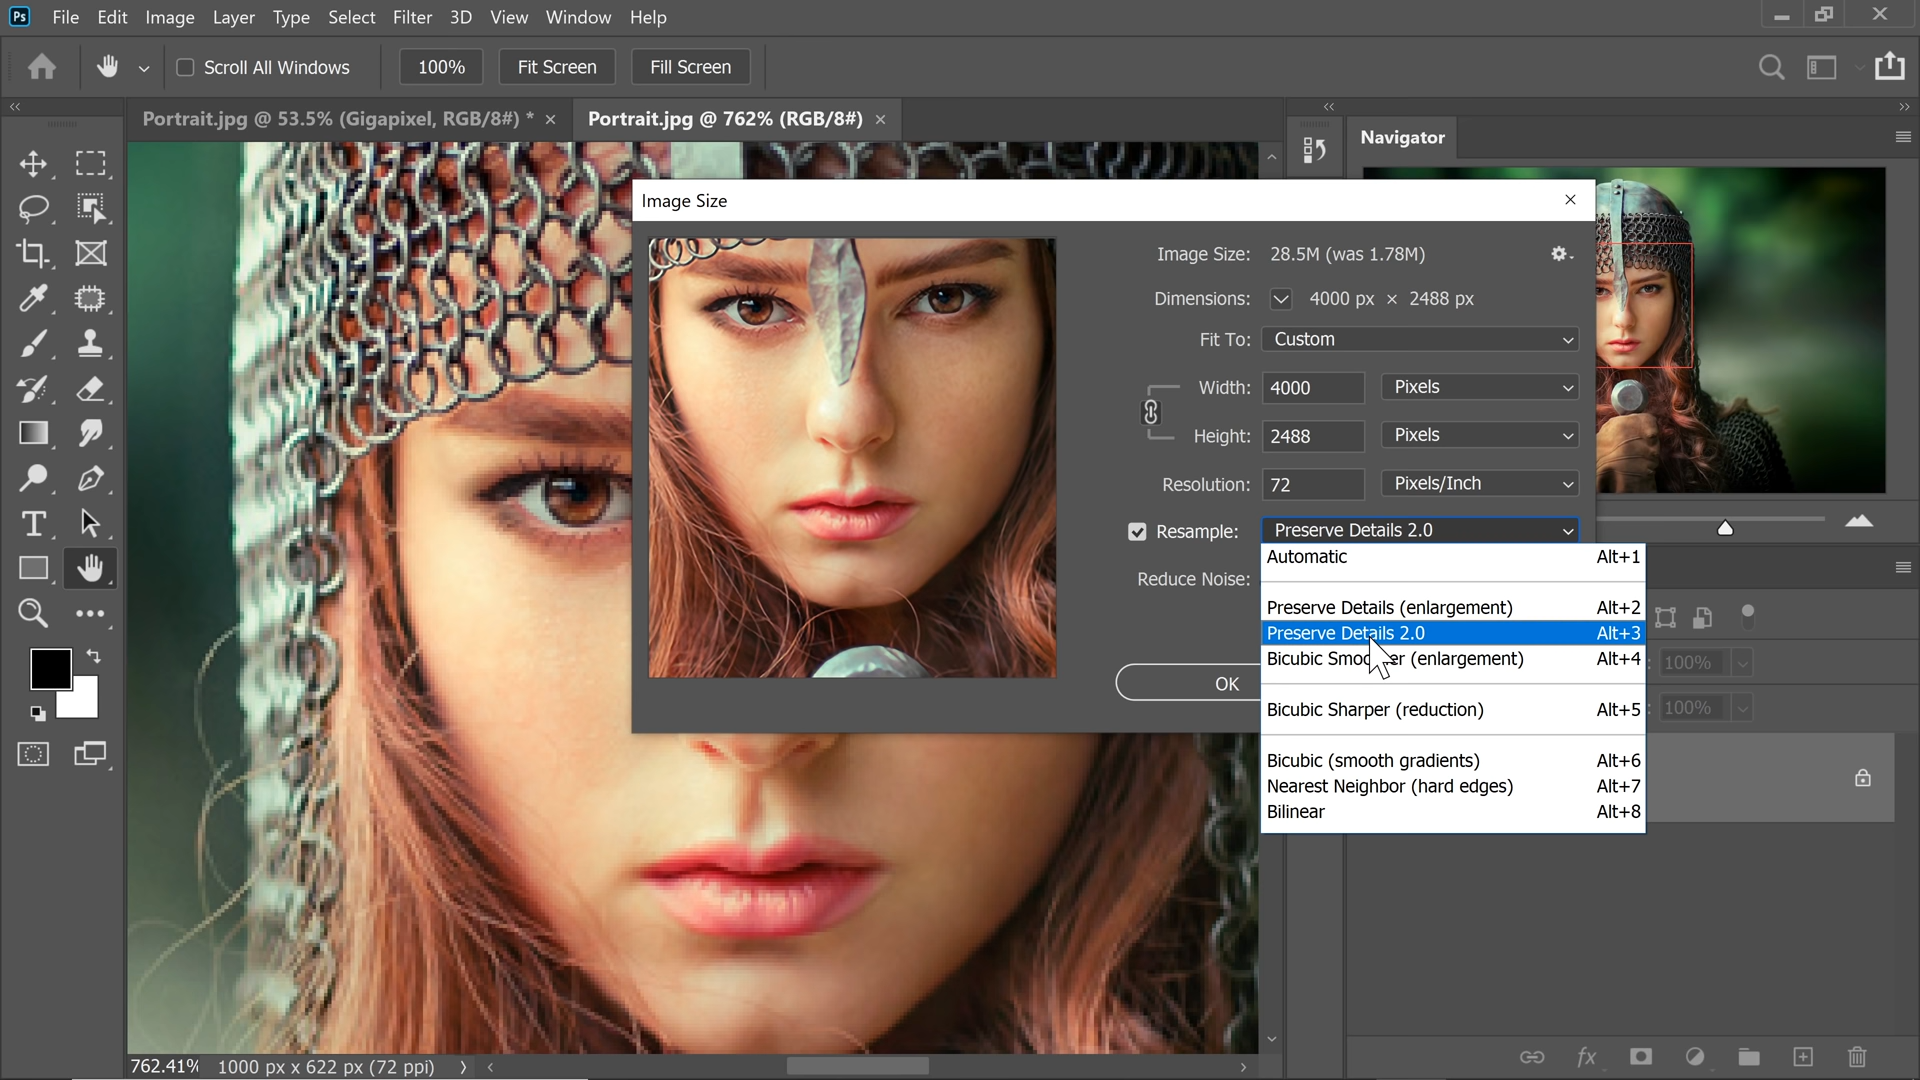 Ps File Edit Image Layer Type Select Filter 3D View Window Help
Scroll All Windows 100% Fit Screen Fill Screen
Portrait.jpg @ 53.5% (Gigapixel, RGB/8#) * × Portrait.jpg @ 762% (RGB/8#) ×
Navigator
Image Size
Image Size: 28.5M (was 1.78M)
Dimensions: 4000 px × 2488 px
Fit To: Custom
Width: 4000 Pixels
Height: 2488 Pixels
Resolution: 72 Pixels/Inch
Resample: Preserve Details 2.0
Automatic Alt+1
Reduce Noise:
Preserve Details (enlargement) Alt+2
Preserve Details 2.0 Alt+3
(enlargement) Alt+4
Bicubic
100%
OK
Bicubic Sharper (reduction) Alt+5
100%
Bicubic (smooth gradients) Alt+6
Nearest Neighbor (hard edges) Alt+7
Bilinear Alt+8
762.41% 1000 px x 622 px (72 ppi)
fx